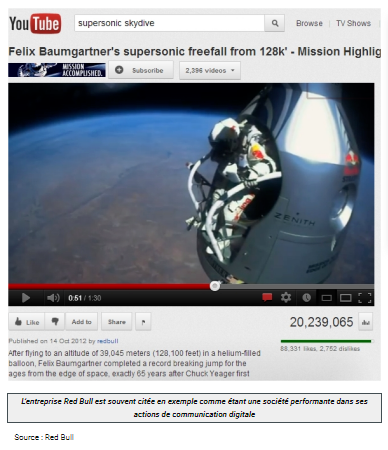 YouTube supersonic skydive Browse TV Shows
Felix Baumgartner's supersonic freefall from 128k' - Mission Highlig
MISSION ACCOMPLISHED. Subscribe 2,396 videos
ZENITH
0:51 / 1:30
Like Add to Share 20,239,065
Published on 14 Oct 2012 by redbull 88,331 likes, 2,752 dislikes
After flying to an altitude of 39,045 meters (128,100 feet) in a helium-filled
balloon, Felix Baumgartner completed a record breaking jump for the
ages from the edge of space, exactly 65 years after Chuck Yeager first
L'entreprise Red Bull est souvent citée en exemple comme étant une société performante dans ses
actions de communication digitale
Source : Red Bull